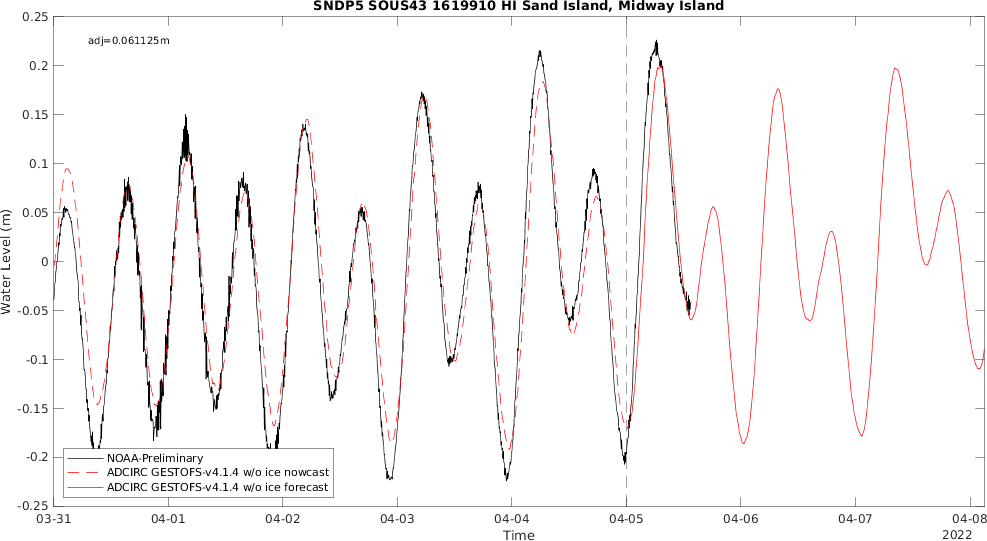 SNDP5 SOUS43 1619910 HI Sand Island, Midway Island
adj=0.061125m
0.25
0.2
0.15
0.1
0.05
0
-0.05
-0.1
-0.15
-0.2
-0.25
Water Level (m)
NOAA-Preliminary
ADCIRC GESTOFS-v4.1.4 w/o ice nowcast
ADCIRC GESTOFS-v4.1.4 w/o ice forecast
03-31 04-01 04-02 04-03 04-04 04-05 04-06 04-07 04-08
Time
2022